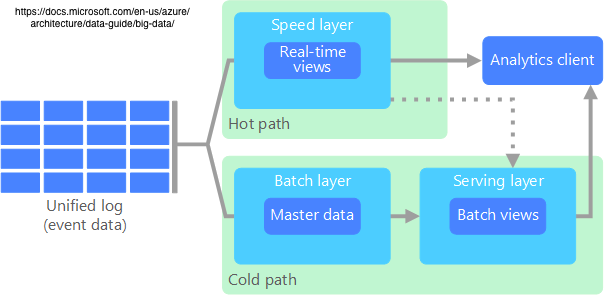 https://docs.microsoft.com/en-us/azure/
architecture/data-guide/big-data/
Speed layer
Real-time
views
Analytics client
Hot path
Unified log
(event data)
Batch layer
Master data
Serving layer
Batch views
Cold path